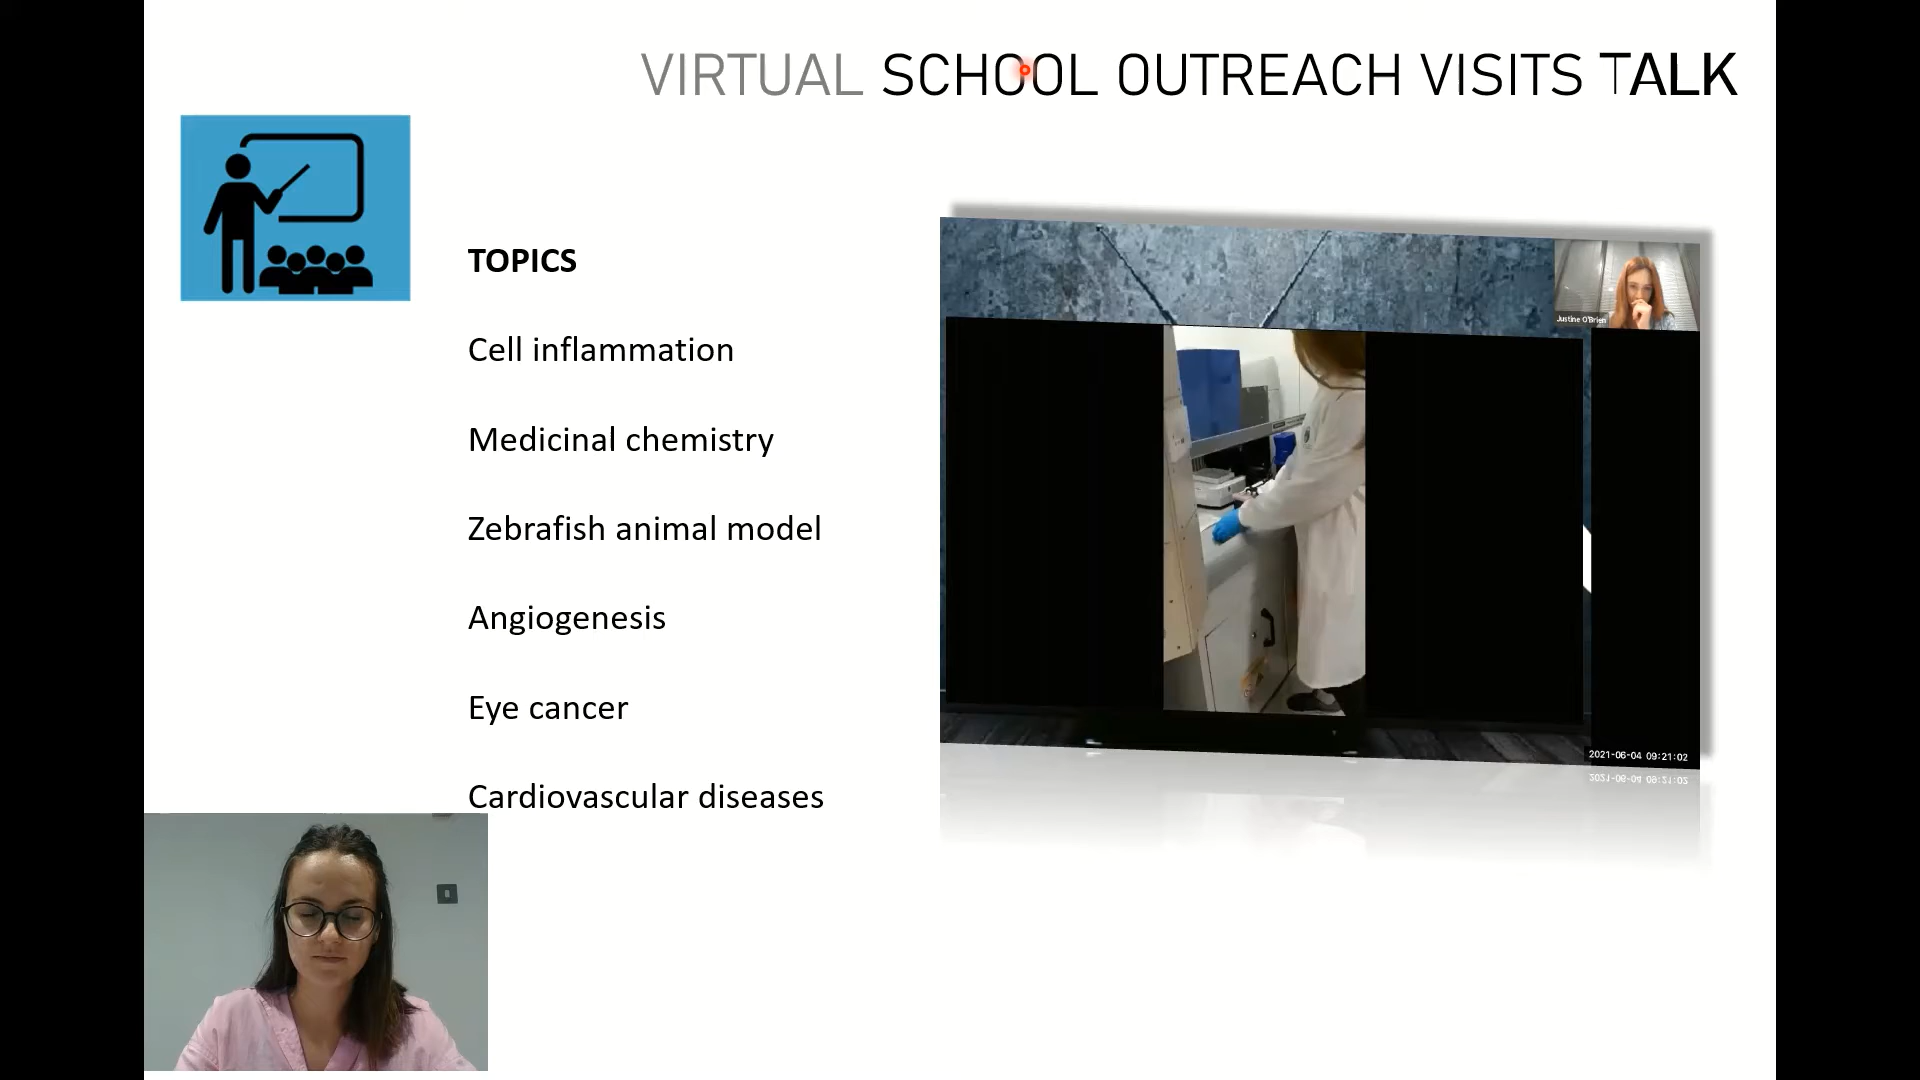 VIRTUAL SCHOOL OUTREACH VISITS TALK
TOPICS
Cell inflammation
Medicinal chemistry
Zebrafish animal model
Angiogenesis
Eye cancer
Cardiovascular diseases
Justine O'Brien
2021-06-04 09:21:02